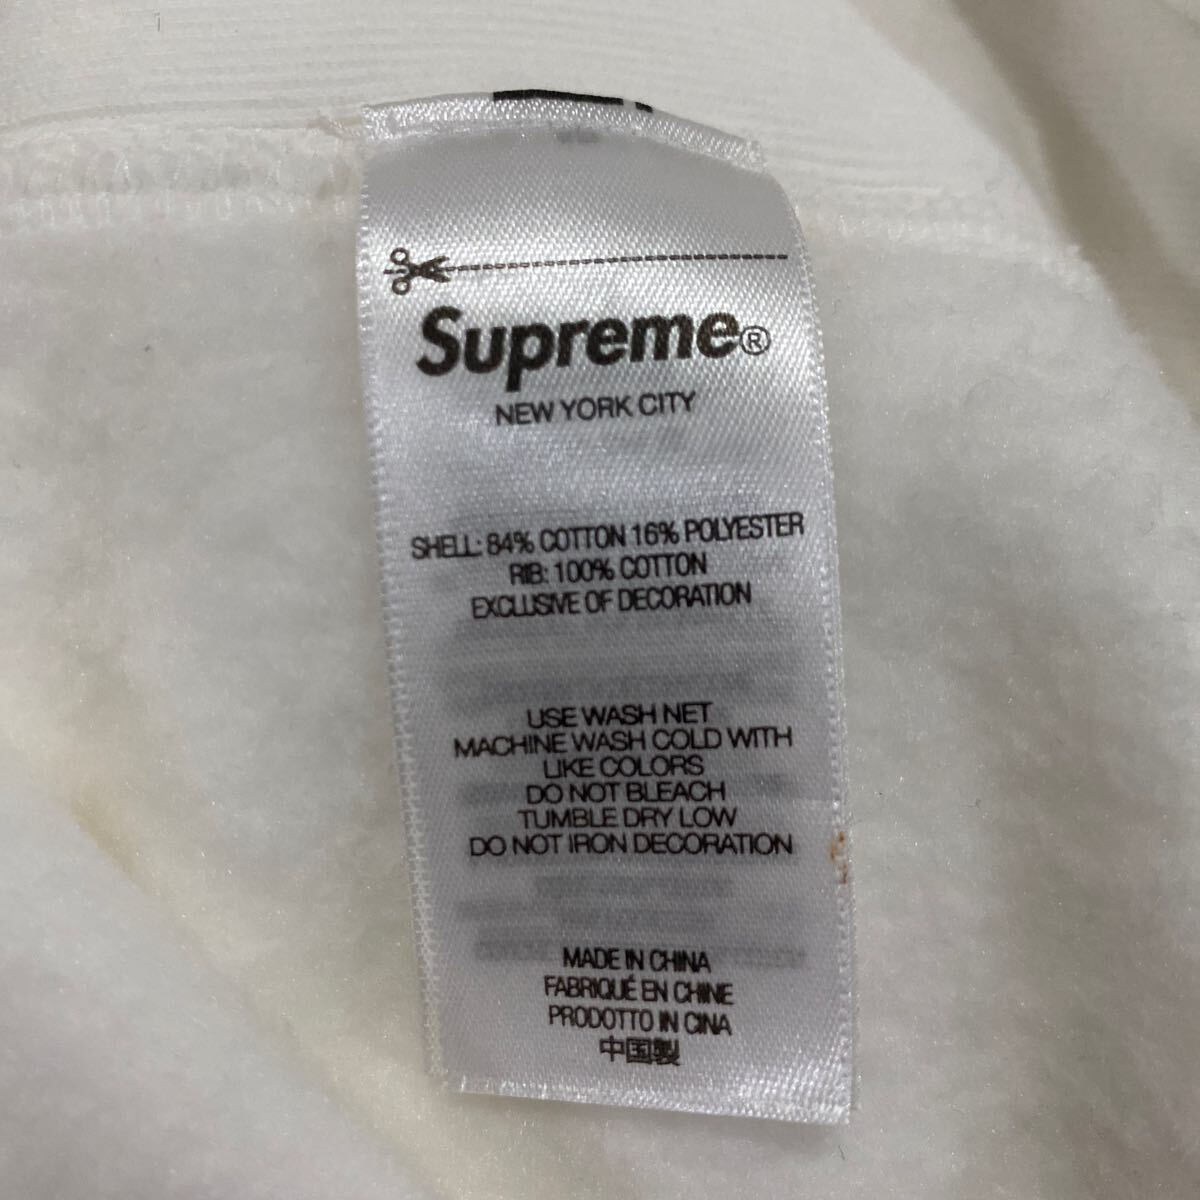 Supreme®
NEW YORK CITY
SHELL: 84% COTTON 16% POLYESTER
RIB: 100% COTTON
EXCLUSIVE OF DECORATION
USE WASH NET
MACHINE WASH COLD WITH
LIKE COLORS
DO NOT BLEACH
TUMBLE DRY LOW
DO NOT IRON DECORATION
MADE IN CHINA
FABRIQUÉ EN CHINE
PRODOTTO IN CINA
中国製